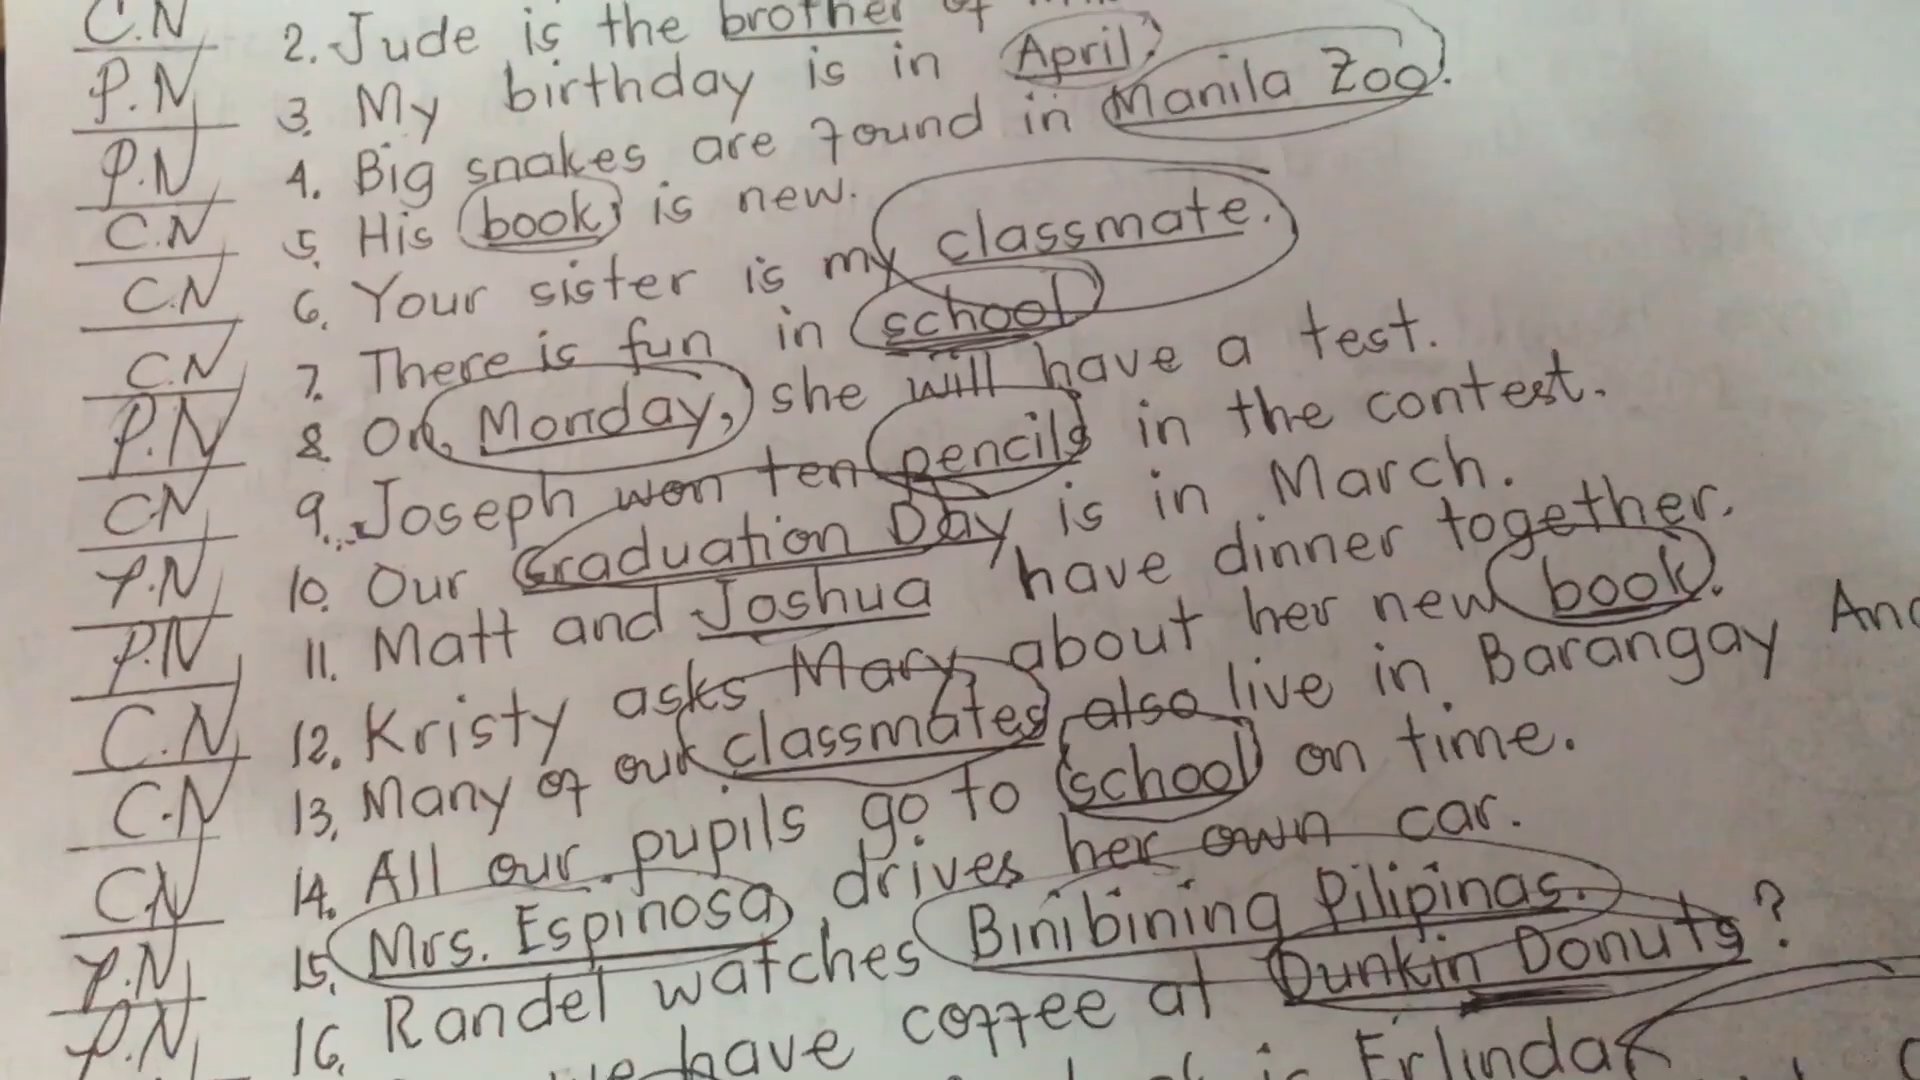 C.N 2. Jude is the brother of
P.N 3. My birthday is in April.
P.N 4. Big snakes are found in Manila Zoo.
C.N 5. His book is new.
C.N 6. Your sister is my classmate.
C.N 7. There is fun in school
P.N 8. On Monday, she will have a test.
C.N 9. Joseph won ten pencils in the contest.
P.N 10. Our Graduation Day is in March.
P.N 11. Matt and Joshua have dinner together.
C.N 12. Kristy asks Mary about her new book.
C.N 13. Many of our classmates also live in Barangay
C.N 14. All our pupils go to school on time.
P.N 15. Mrs. Espinosa drives her own car.
P.N 16. Randel watches Binibining Pilipinas.
we have coffee at Dunkin Donuts?
is Erlinda